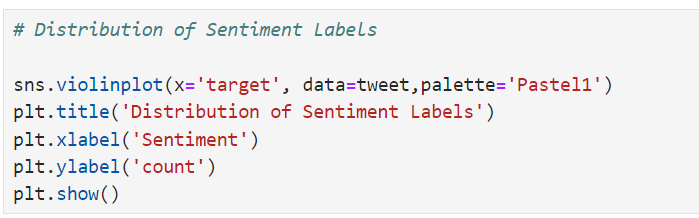 # Distribution of Sentiment Labels
sns.violinplot(x='target', data=tweet,palette='Pastel1')
plt.title('Distribution of Sentiment Labels')
plt.xlabel('Sentiment')
plt.ylabel('count')
plt.show()